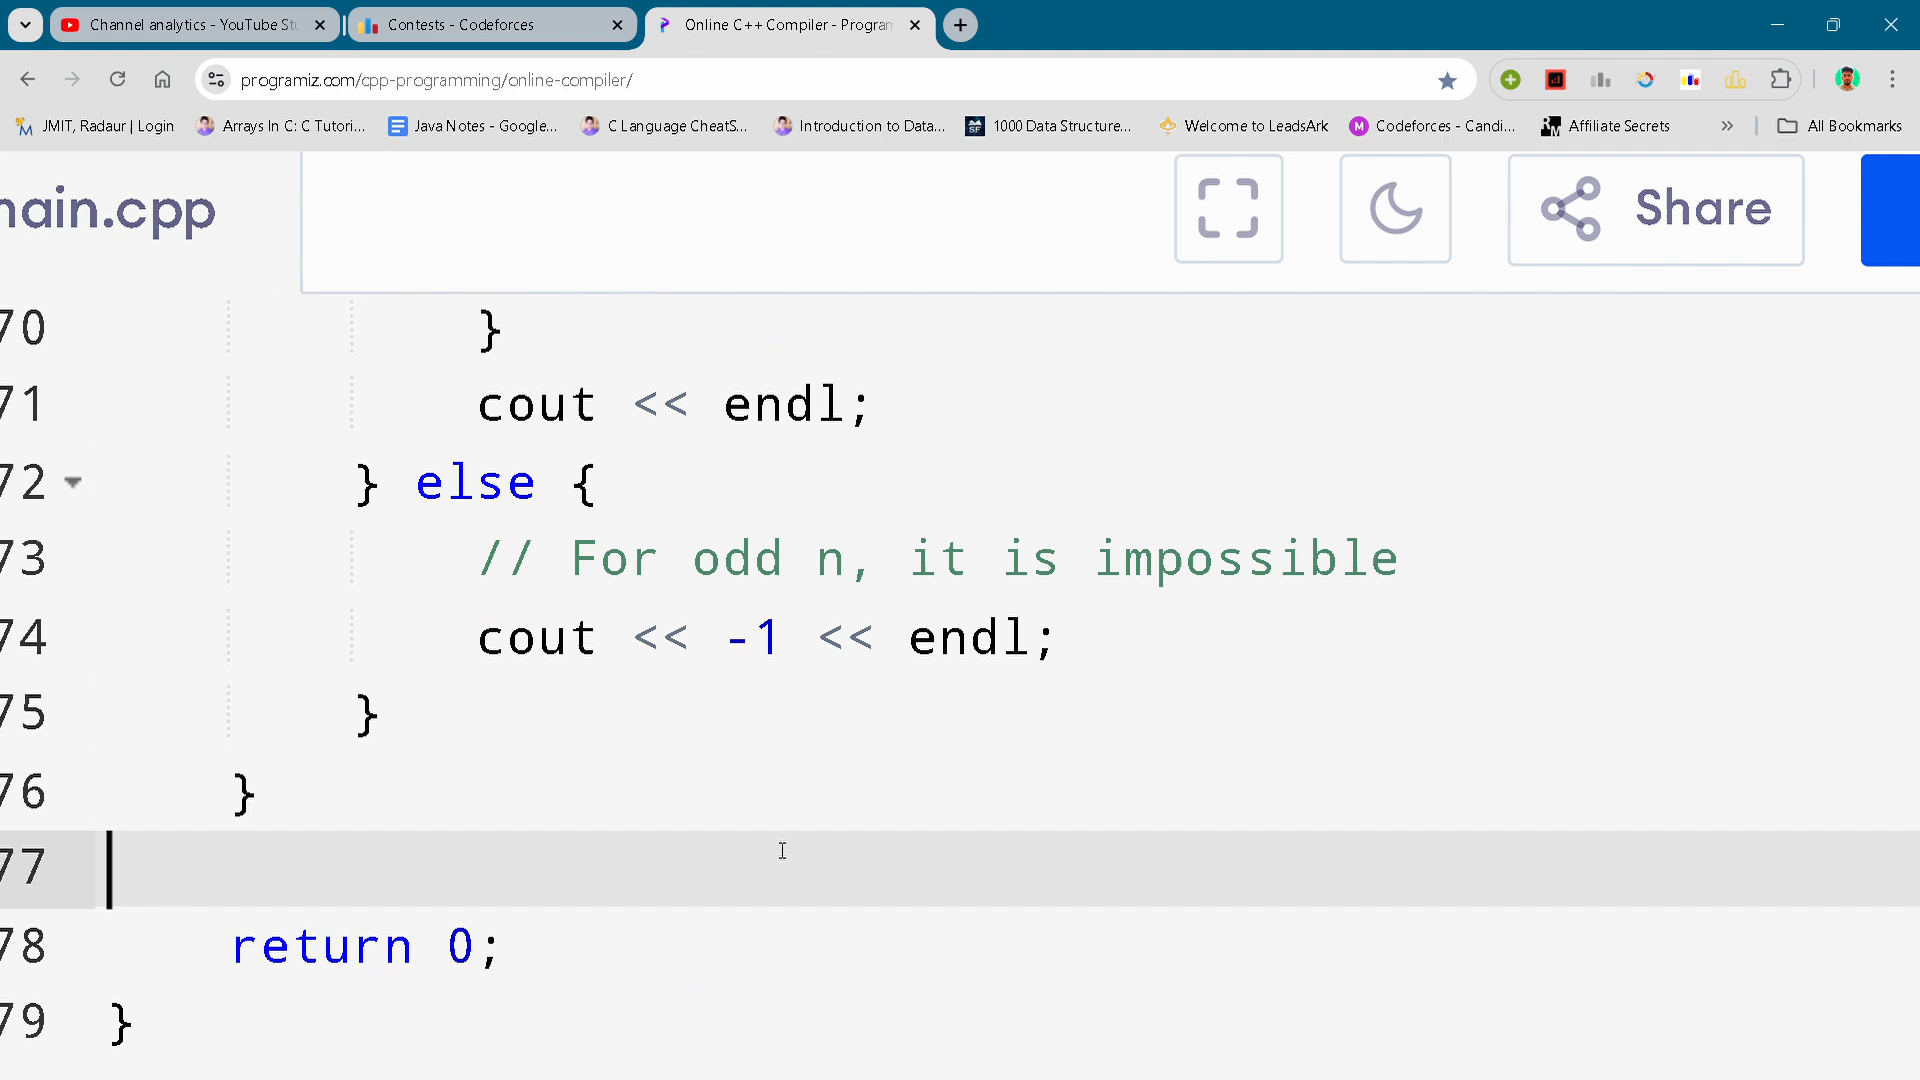 Channel analytics - YouTube St
Contests - Codeforces
Online C++ Compiler - Program
programiz.com/cpp-programming/online-compiler/
JMIT, Radaur | Login
Arrays In C: C Tutori...
Java Notes - Google...
C Language CheatS...
Introduction to Data...
1000 Data Structure...
Welcome to LeadsArk
Codeforces - Candi...
Affiliate Secrets
All Bookmarks
main.cpp
Share
70 }
71 cout << endl;
72 } else {
73 // For odd n, it is impossible
74 cout << -1 << endl;
75 }
76 }
77
78 return 0;
79 }